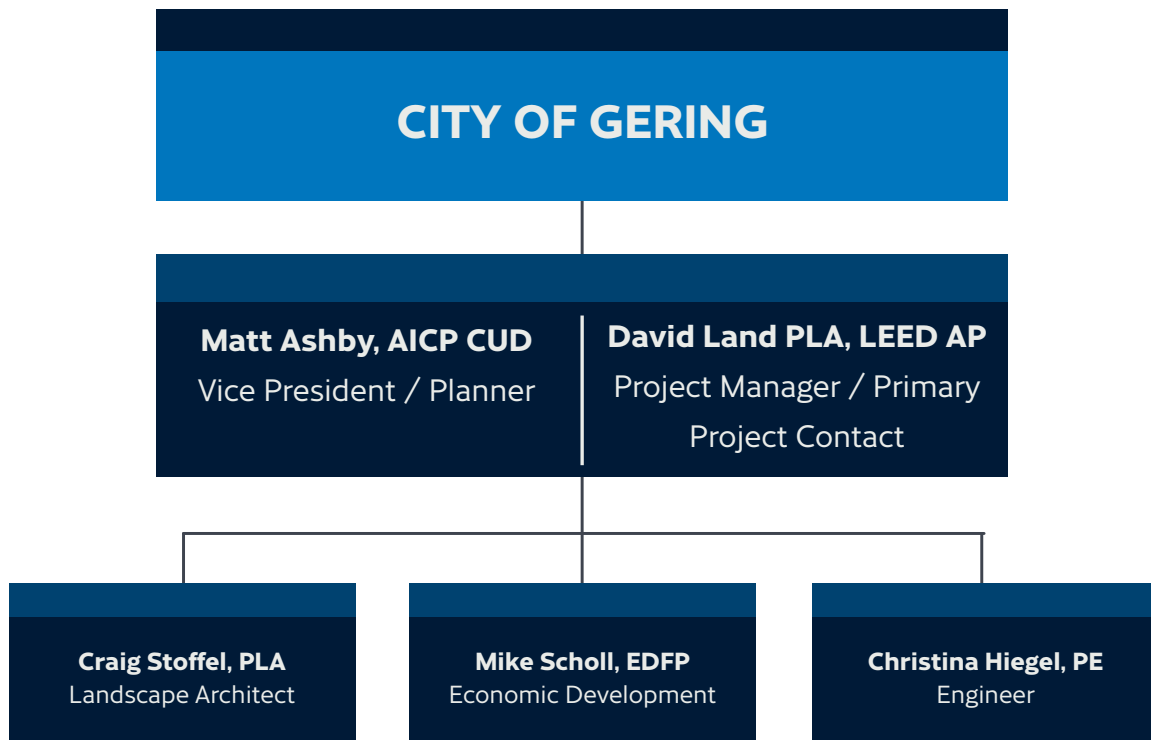 CITY OF GERING
Matt Ashby, AICP CUD
Vice President / Planner
David Land PLA, LEED AP
Project Manager / Primary
Project Contact
Craig Stoffel, PLA
Landscape Architect
Mike Scholl, EDFP
Economic Development
Christina Hiegel, PE
Engineer